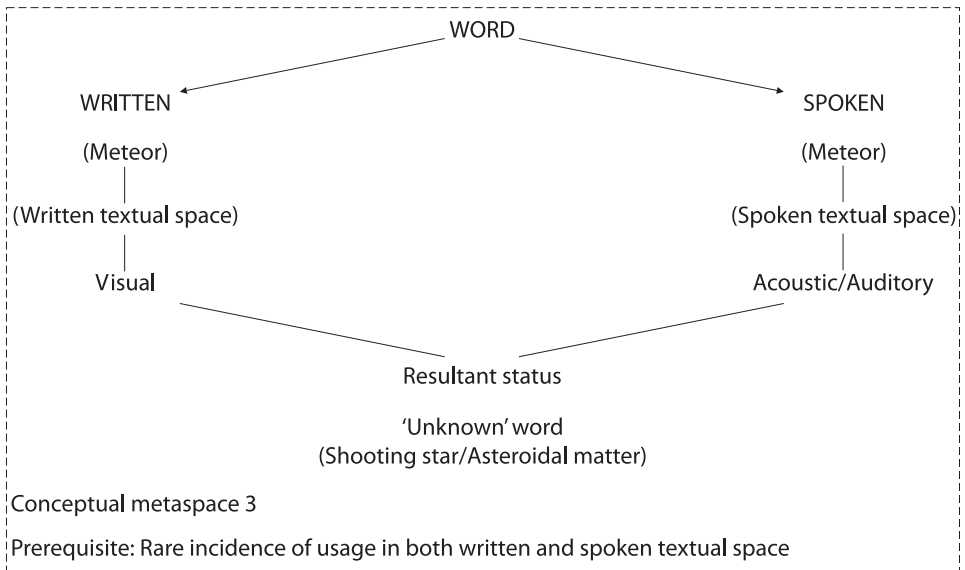 WORD
WRITTEN SPOKEN
(Meteor) (Meteor)
(Written textual space) (Spoken textual space)
Visual Acoustic/Auditory
Resultant status
‘Unknown’ word
(Shooting star/Asteroidal matter)
Conceptual metaspace 3
Prerequisite: Rare incidence of usage in both written and spoken textual space